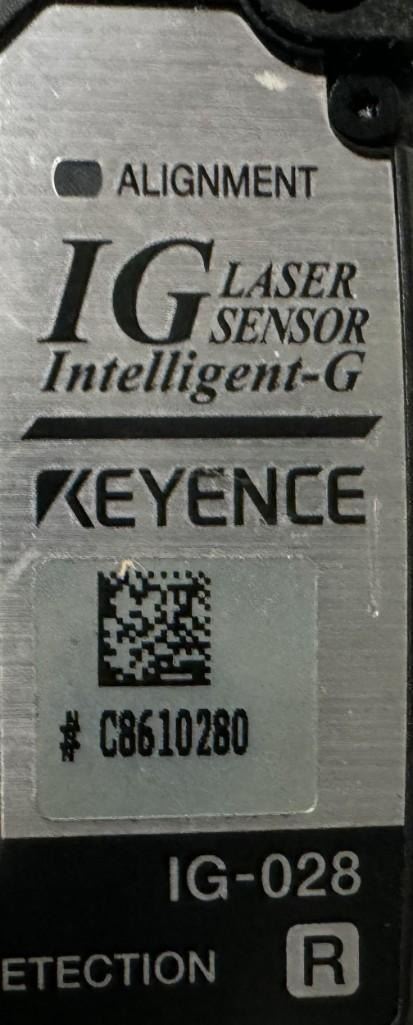 ALIGNMENT
IG LASER
SENSOR
Intelligent-G
KEYENCE
# C8610280
IG-028
ETECTION R